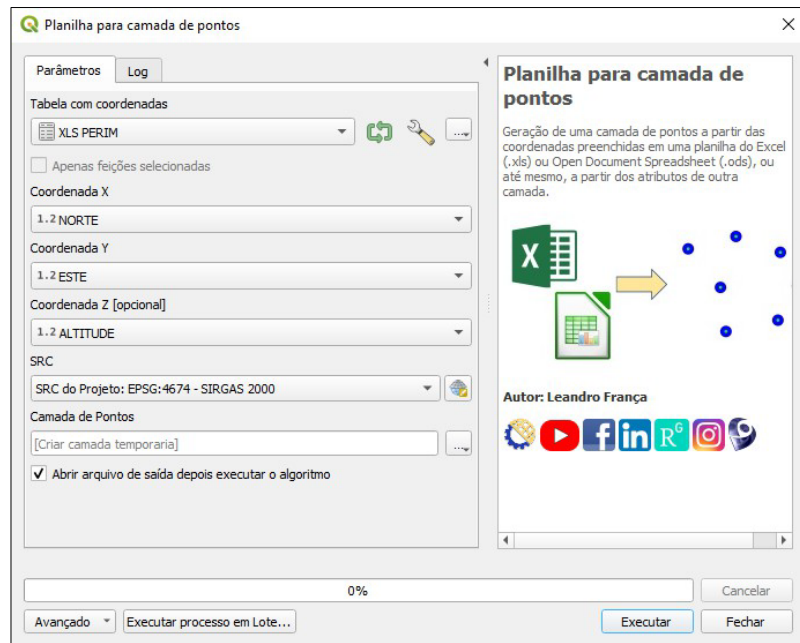 Planilha para camada de pontos
Parâmetros
Log
Tabela com coordenadas
XLS PERIM
...
Apenas feições selecionadas
Coordenada X
1.2 NORTE
Coordenada Y
1.2 ESTE
Coordenada Z [opcional]
1.2 ALTITUDE
SRC
SRC do Projeto: EPSG:4674 - SIRGAS 2000
Camada de Pontos
[Criar camada temporaria]
...
Abrir arquivo de saída depois executar o algoritmo
Planilha para camada de
pontos
Geração de uma camada de pontos a partir das
coordenadas preenchidas em uma planilha do Excel
(.xls) ou Open Document Spreadsheet (.ods), ou
até mesmo, a partir dos atributos de outra
camada.
X
Autor: Leandro França
f
in
RG
0%
Cancelar
Avançado
Executar processo em Lote...
Executar
Fechar